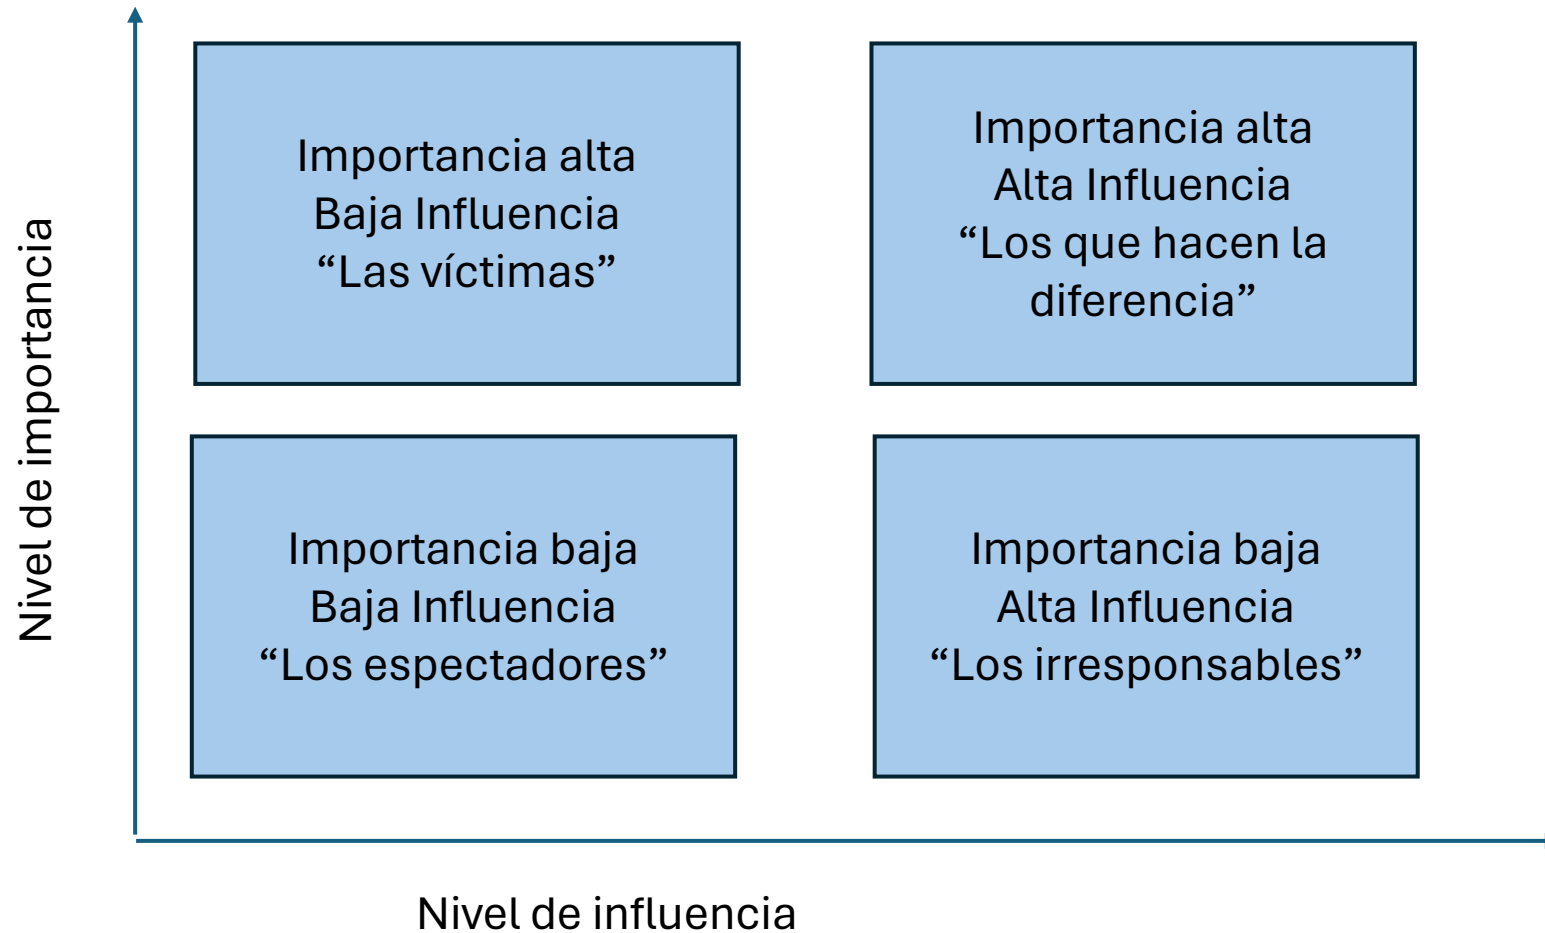 Nivel de importancia
Importancia alta
Baja Influencia
“Las víctimas”
Importancia alta
Alta Influencia
“Los que hacen la
diferencia”
Importancia baja
Baja Influencia
“Los espectadores”
Importancia baja
Alta Influencia
“Los irresponsables”
Nivel de influencia